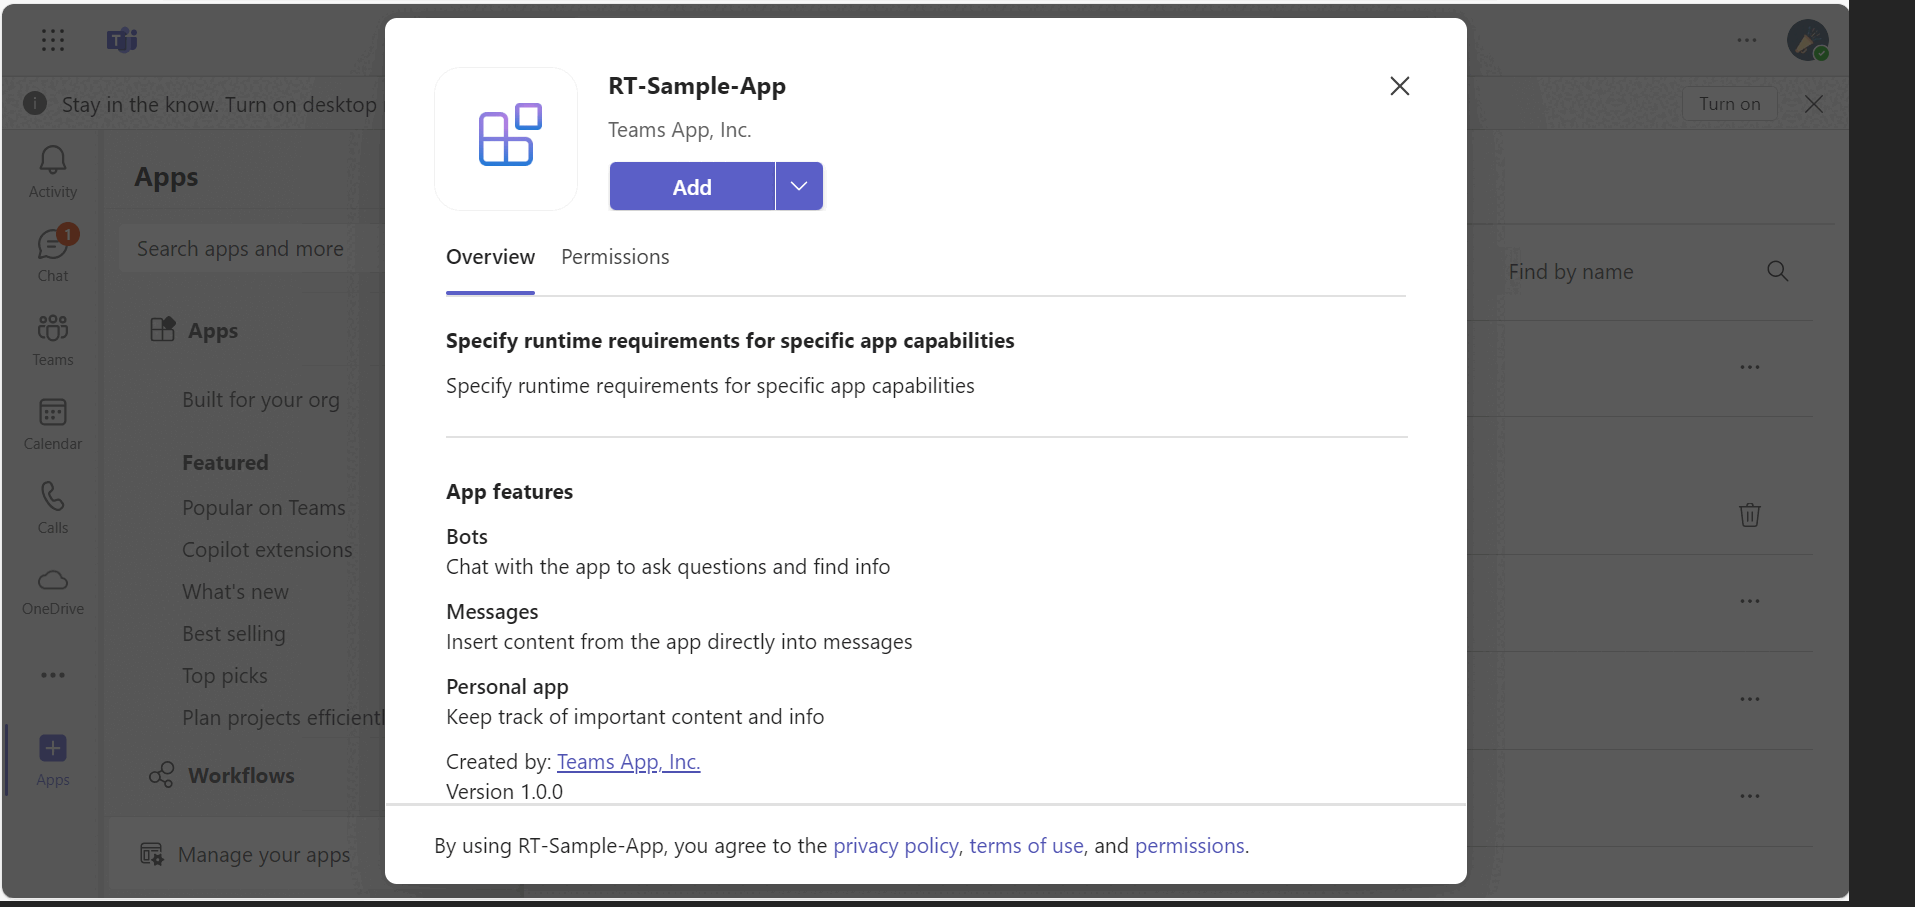 Stay in the know. Turn on desktop
Turn on
Activity
1
Chat
Teams
Calendar
Calls
OneDrive
Apps
Apps
Search apps and more
Apps
Built for your org
Featured
Popular on Teams
Copilot extensions
What's new
Best selling
Top picks
Plan projects efficientl
Workflows
Manage your apps
RT-Sample-App
Teams App, Inc.
Add
Overview Permissions
Specify runtime requirements for specific app capabilities
Specify runtime requirements for specific app capabilities
App features
Bots
Chat with the app to ask questions and find info
Messages
Insert content from the app directly into messages
Personal app
Keep track of important content and info
Created by: Teams App, Inc.
Version 1.0.0
By using RT-Sample-App, you agree to the privacy policy, terms of use, and permissions.
Find by name